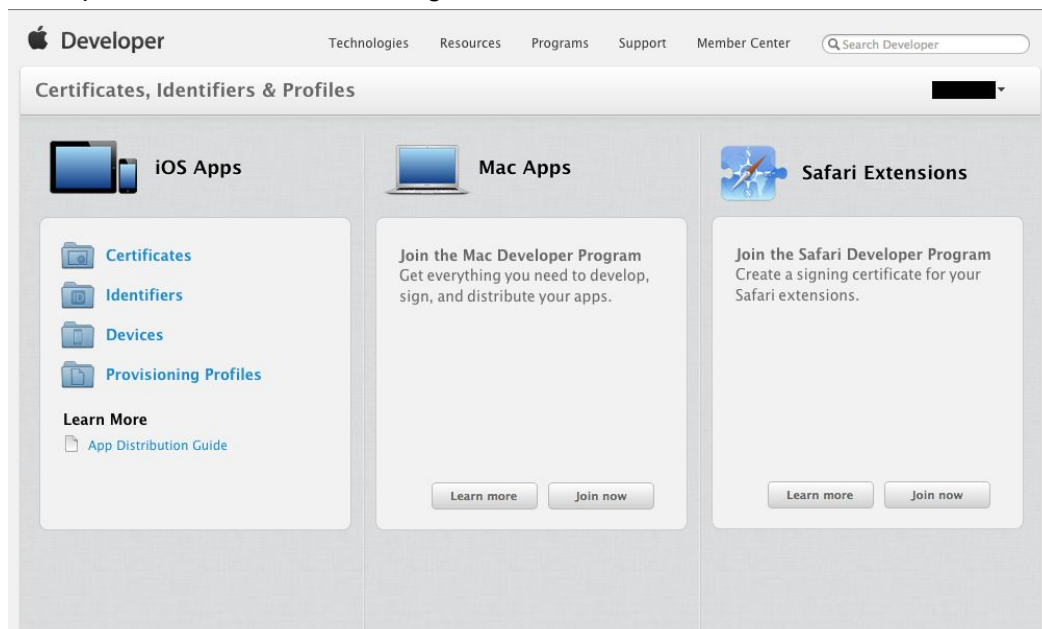 Developer
Technologies Resources Programs Support Member Center Search Developer
Certificates, Identifiers & Profiles
iOS Apps
Certificates
Identifiers
Devices
Provisioning Profiles
Learn More
App Distribution Guide
Mac Apps
Join the Mac Developer Program
Get everything you need to develop,
sign, and distribute your apps.
Learn more Join now
Safari Extensions
Join the Safari Developer Program
Create a signing certificate for your
Safari extensions.
Learn more Join now